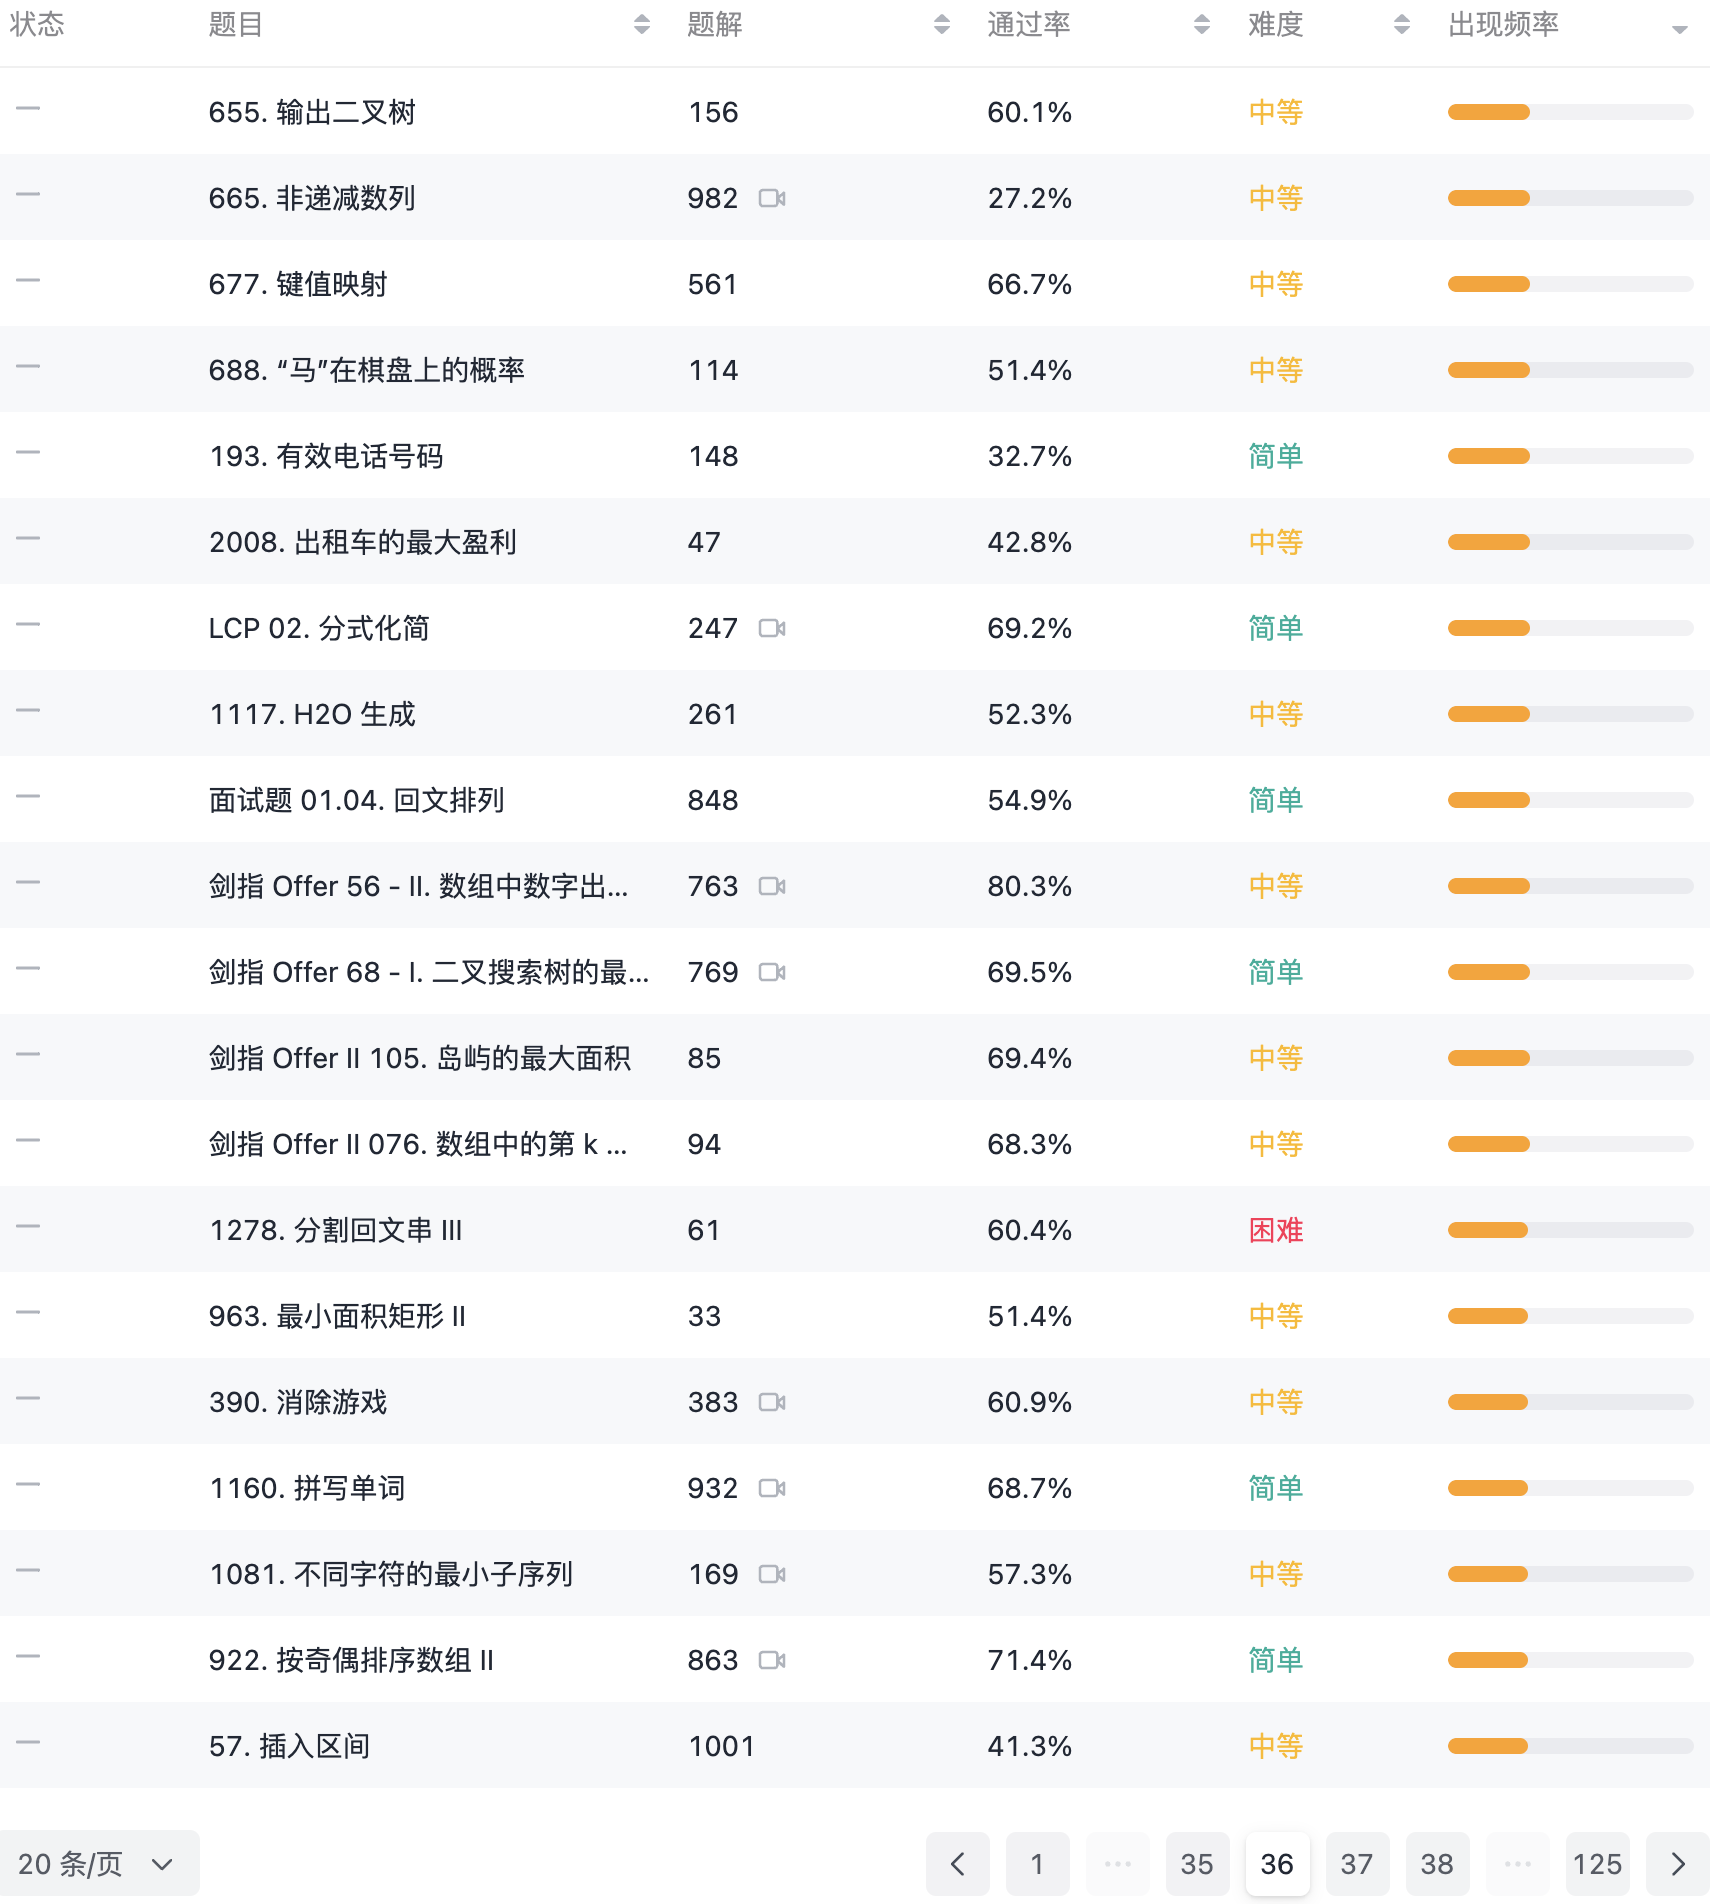 状态 题目 题解 通过率 难度 出现频率
655. 输出二叉树 156 60.1% 中等
665. 非递减数列 982 27.2% 中等
677. 键值映射 561 66.7% 中等
688. “马”在棋盘上的概率 114 51.4% 中等
193. 有效电话号码 148 32.7% 简单
2008. 出租车的最大盈利 47 42.8% 中等
LCP 02. 分式化简 247 69.2% 简单
1117. H2O 生成 261 52.3% 中等
面试题 01.04. 回文排列 848 54.9% 简单
剑指 Offer 56 - II. 数组中数字出... 763 80.3% 中等
剑指 Offer 68 - I. 二叉搜索树的最... 769 69.5% 简单
剑指 Offer II 105. 岛屿的最大面积 85 69.4% 中等
剑指 Offer II 076. 数组中的第 k ... 94 68.3% 中等
1278. 分割回文串 III 61 60.4% 困难
963. 最小面积矩形 II 33 51.4% 中等
390. 消除游戏 383 60.9% 中等
1160. 拼写单词 932 68.7% 简单
1081. 不同字符的最小子序列 169 57.3% 中等
922. 按奇偶排序数组 II 863 71.4% 简单
57. 插入区间 1001 41.3% 中等
20 条/页 1 ... 35 36 37 38 ... 125